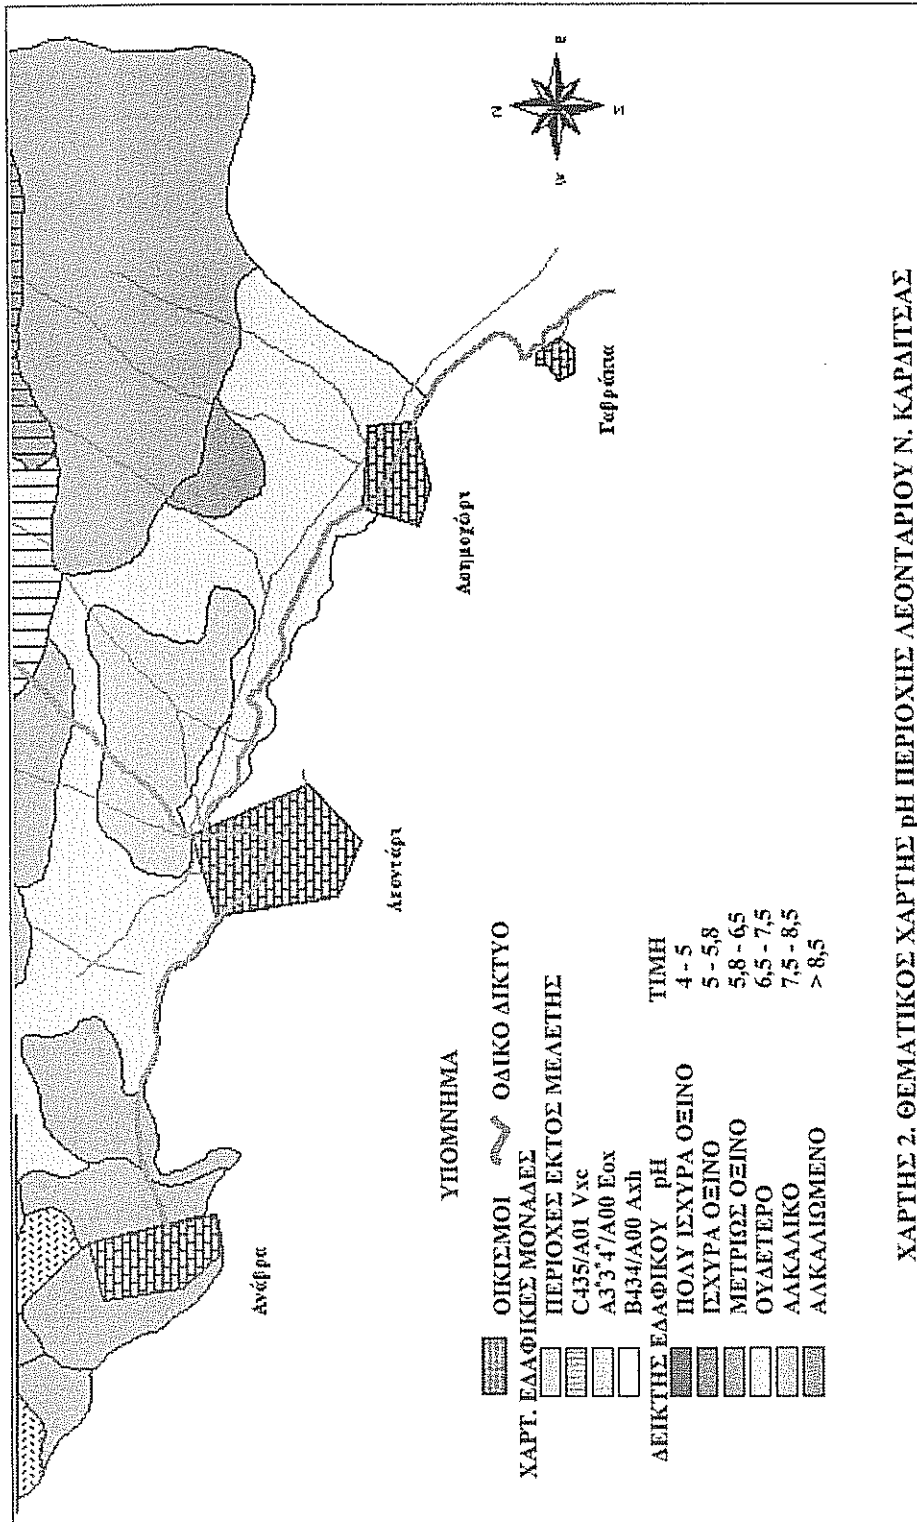 Ανάβρα
Λεοντάρι
Ασημοχώρι
Γαβράκια
ΥΠΟΜΝΗΜΑ
ΟΙΚΙΣΜΟΙ ΟΔΙΚΟ ΔΙΚΤΥΟ
ΧΑΡΤ. ΕΔΑΦΙΚΕΣ ΜΟΝΑΔΕΣ
ΠΕΡΙΟΧΕΣ ΕΚΤΟΣ ΜΕΛΕΤΗΣ
C435/A01 Vxc
A3°3°4°/A00 Eox
B434/A00 Axh
ΔΕΙΚΤΗΣ ΕΔΑΦΙΚΟΥ pH ΤΙΜΗ
ΠΟΛΥ ΙΣΧΥΡΑ ΟΞΙΝΟ 4 - 5
ΙΣΧΥΡΑ ΟΞΙΝΟ 5 - 5,8
ΜΕΤΡΙΩΣ ΟΞΙΝΟ 5,8 - 6,5
ΟΥΔΕΤΕΡΟ 6,5 - 7,5
ΑΛΚΑΛΙΚΟ 7,5 - 8,5
ΑΛΚΑΛΙΩΜΕΝΟ > 8,5
ΧΑΡΤΗΣ 2. ΘΕΜΑΤΙΚΟΣ ΧΑΡΤΗΣ pH ΠΕΡΙΟΧΗΣ ΛΕΟΝΤΑΡΙΟΥ Ν. ΚΑΡΔΙΤΣΑΣ